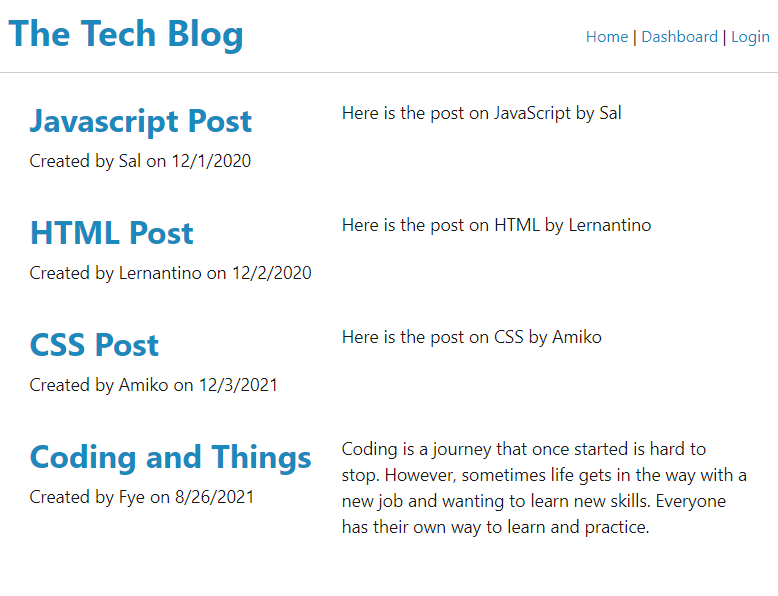 The Tech Blog
Home | Dashboard | Login
Javascript Post
Created by Sal on 12/1/2020
Here is the post on JavaScript by Sal
HTML Post
Created by Lernantino on 12/2/2020
Here is the post on HTML by Lernantino
CSS Post
Created by Amiko on 12/3/2021
Here is the post on CSS by Amiko
Coding and Things
Created by Fye on 8/26/2021
Coding is a journey that once started is hard to
stop. However, sometimes life gets in the way with a
new job and wanting to learn new skills. Everyone
has their own way to learn and practice.